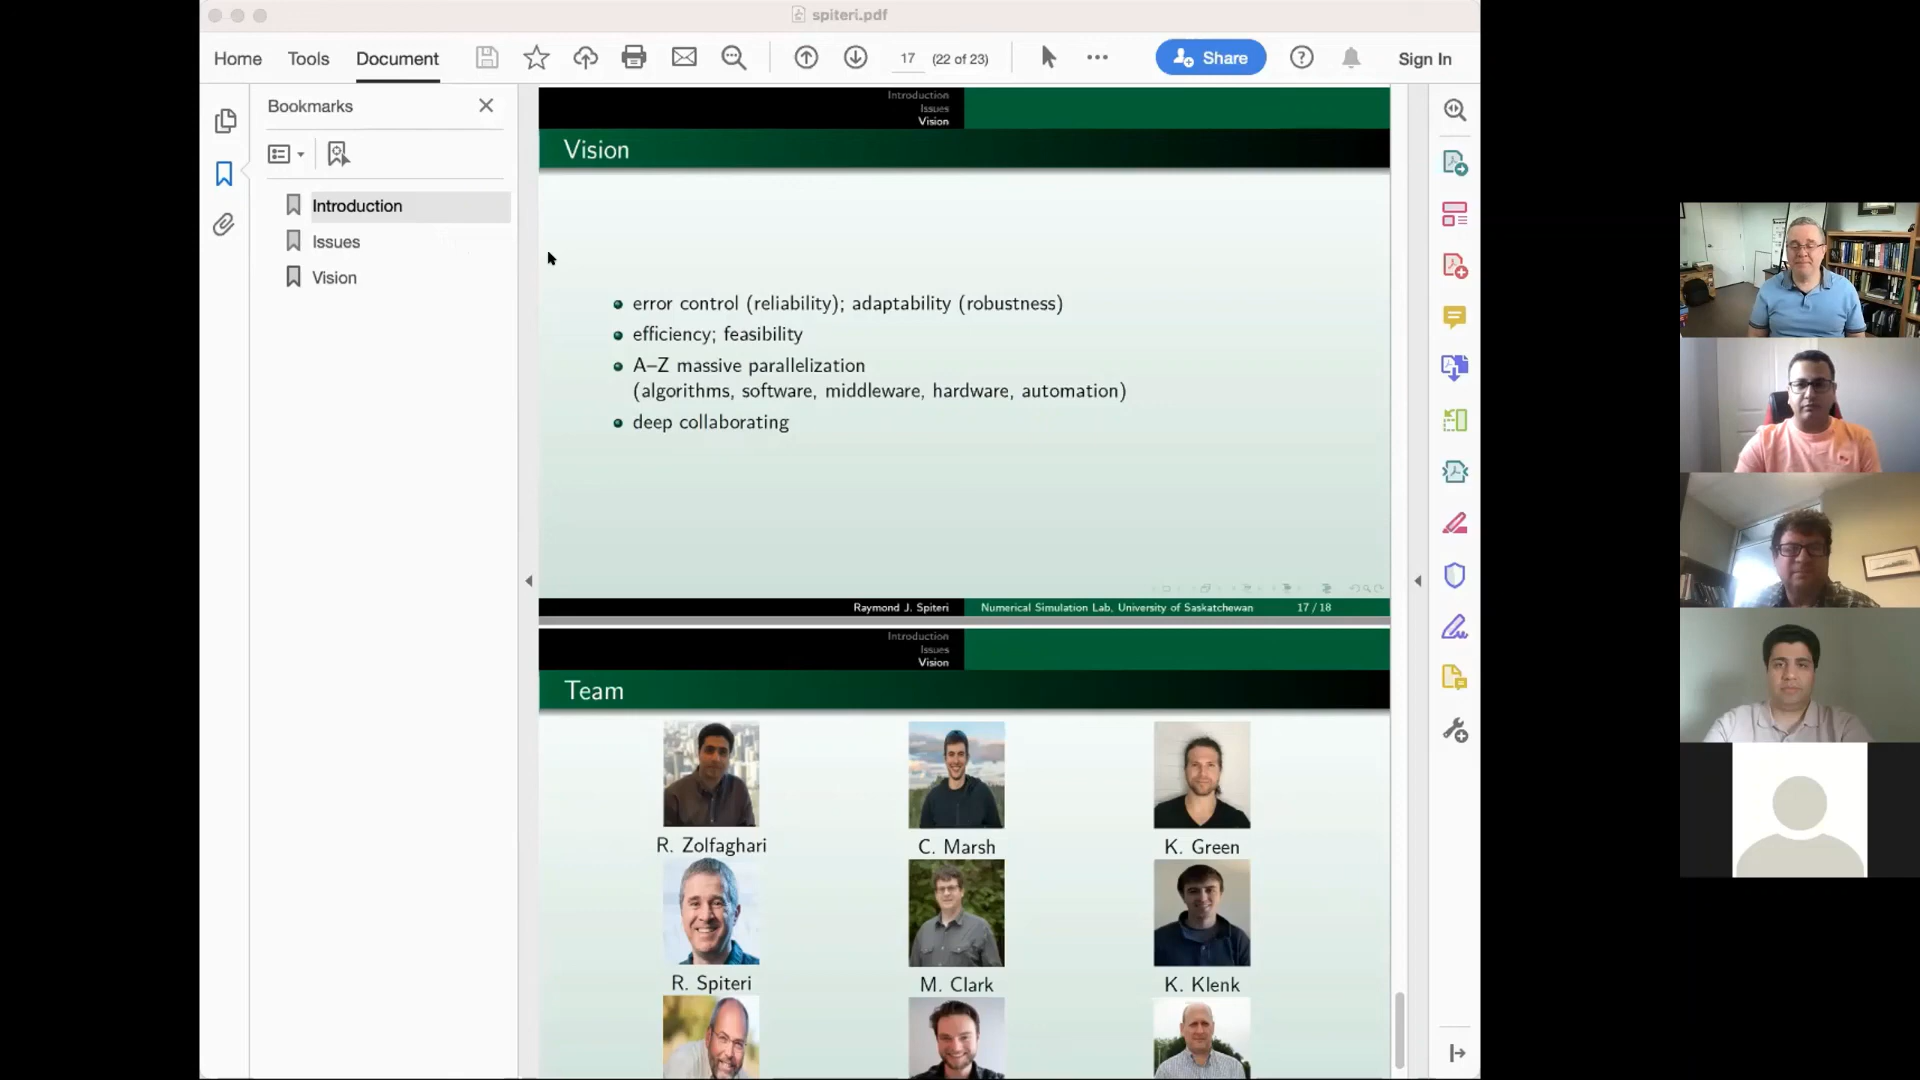 spiteri.pdf
Home Tools Document 17 (22 of 23) Share Sign In
Bookmarks
Introduction
Issues
Vision
Introduction
Issues
Vision
Vision
error control (reliability); adaptability (robustness)
efficiency; feasibility
A–Z massive parallelization
(algorithms, software, middleware, hardware, automation)
deep collaborating
Raymond J. Spiteri Numerical Simulation Lab, University of Saskatchewan 17 / 18
Introduction
Issues
Vision
Team
R. Zolfaghari C. Marsh K. Green
R. Spiteri M. Clark K. Klenk